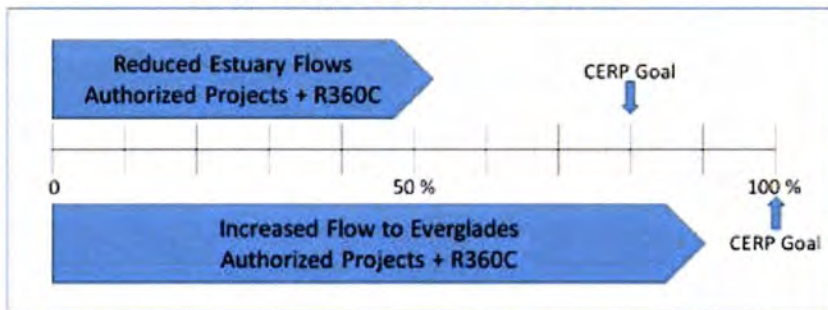 Reduced Estuary Flows
Authorized Projects + R360C
CERP Goal
0
50 %
100 %
Increased Flow to Everglades
Authorized Projects + R360C
CERP Goal